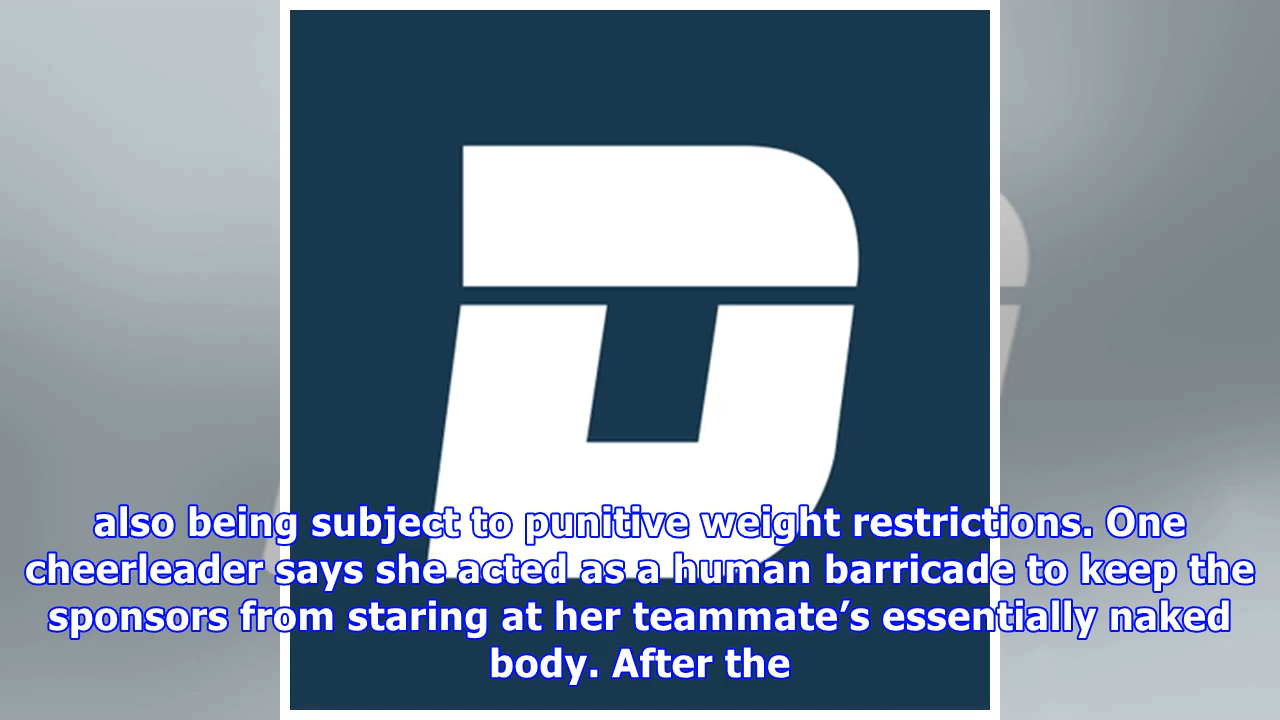 also being subject to punitive weight restrictions. One
cheerleader says she acted as a human barricade to keep the
sponsors from staring at her teammate’s essentially naked
body. After the